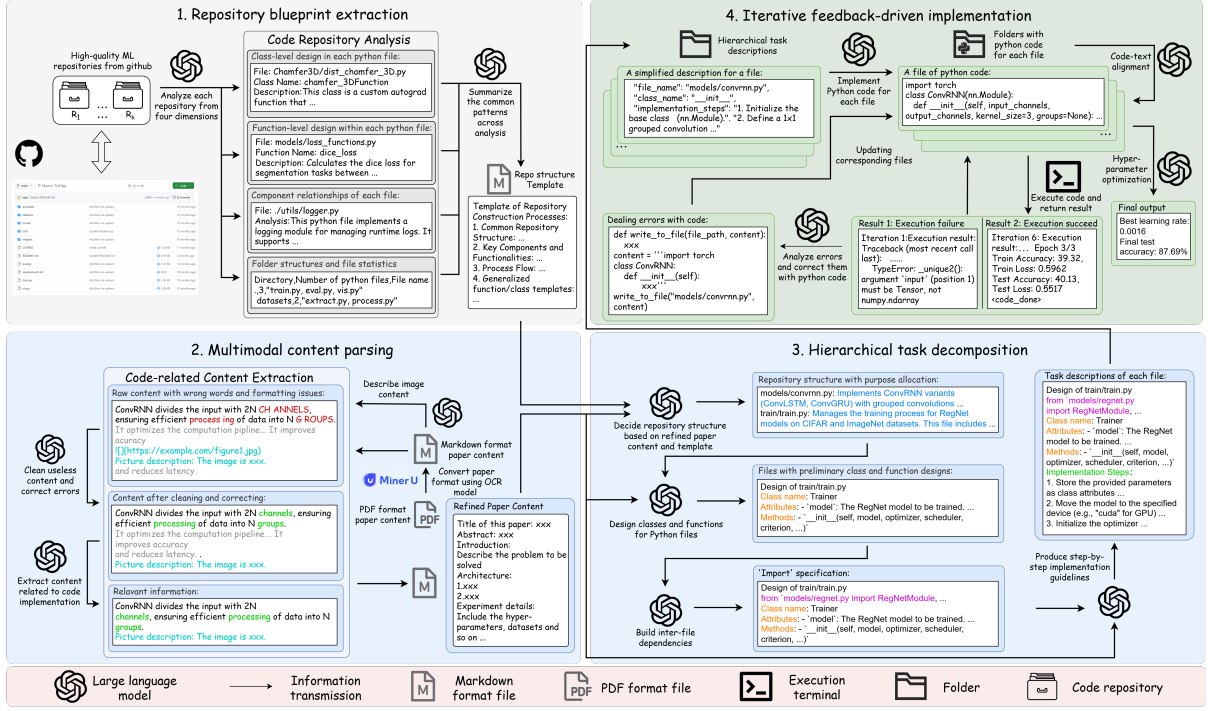 1. Repository blueprint extraction
High-quality ML
repositories from github
R1
...
Rk
Analyze each
repository from
four dimensions
Code Repository Analysis
Class-level design in each python file:
File: Chamfer3D/dist_chamfer_3D.py
Class Name: chamfer_3DFunction
Description:This class is a custom autograd
function that ...
Function-level design within each python file:
File: models/loss_functions.py
Function Name: dice_loss
Description: Calculates the dice loss for
segmentation tasks between ...
Component relationships of each file:
File: ./utils/logger.py
Analysis:This python file implements a
logging module for managing runtime logs. It
supports ...
Folder structures and file statistics
Directory,Number of python files,File name
.,3,"train.py, eval.py, vis.py"
datasets,2,"extract.py, process.py"
Summarize
the common
patterns
across
analysis
M
Repo structure
Template
Template of Repository
Construction Processes:
1. Common Repository
Structure: ...
2. Key Components and
Functionalities: ...
3. Process Flow: ...
4. Generalized
function/class templates:
...
4. Iterative feedback-driven implementation
Hierarchical task
descriptions
A simplified description for a file:
"file_name": "models/convrnn.py",
"class_name": "__init__",
"implementation_steps": "1. Initialize the
base class (nn.Module).". "2. Define a 1x1
grouped convolution ..."
...
Implement
Python code for
each file
Folders with
python code
for each file
A file of python code:
import torch
class ConvRNN(nn.Module):
def __init__(self, input_channels,
output_channels, kernel_size=3, groups=None): ...
...
Code-text
alignment
Updating
corresponding files
Hyper-
parameter
optimization
Execute code and
return result
Dealing errors with code:
def write_to_file(file_path, content):
xxx
content = '''import torch
class ConvRNN:
def __init__(self):
xxx'''
write_to_file("models/convrnn.py",
content)
Analyze errors
and correct them
with python code
Result 1: Execution failure
Iteration 1:Execution result:
Traceback (most recent call
last): ......
TypeError: _unique2():
argument 'input' (position 1)
must be Tensor, not
numpy.ndarray
Result 2: Execution succeed
Iteration 6: Execution
result:... Epoch 3/3
Train Accuracy: 39.32,
Train Loss: 0.5962
Test Accuracy: 40.13,
Test Loss: 0.5517
<code_done>
Final output
Best learning rate:
0.0016
Final test
accuracy: 87.69%
2. Multimodal content parsing
Code-related Content Extraction
Raw content with wrong words and formatting issues:
ConvRNN divides the input with 2N CH ANNELS,
ensuring efficient process ing of data into N G ROUPS.
It optimizes the computation pipline... It improves
acuracy
![](https://example.com/figure1.jpg)
Picture description: The image is xxx.
and reduces latency.
Clean useless
content
and correct errors
Content after cleaning and correcting:
ConvRNN divides the input with 2N channels, ensuring
efficient processing of data into N groups.
It optimizes the computation pipeline... It
improves accuracy
and reduces latency. .
Picture description: The image is xxx.
Extract content
related to code
implementation
Relavant information:
ConvRNN divides the input with 2N
channels, ensuring efficient processing of data into N
groups.
Picture description: The image is xxx.
Describe image
content
M
Markdown format
paper content
Miner U
Convert paper
format using OCR
model
PDF format
paper content
PDF
M
Refined Paper Content
Title of this paper: xxx
Abstract: xxx
Introduction:
Describe the problem to be
solved
Architecture:
1.xxx
2.xxx
Experiment details:
Include the hyper-
parameters, datasets and
so on ...
3. Hierarchical task decomposition
Decide repository structure
based on refined paper
content and template
Repository structure with purpose allocation:
models/convrnn.py: Implements ConvRNN variants
(ConvLSTM, ConvGRU) with grouped convolutions ...
train/train.py: Manages the training process for RegNet
models on CIFAR and ImageNet datasets. This file includes ...
Design classes and functions
for Python files
Files with preliminary class and function designs:
Design of train/train.py
Class name: Trainer
Attributes: - `model`: The RegNet model to be trained. ...
Methods: - `__init__(self, model, optimizer, scheduler,
criterion, ...)`
Build inter-file
dependencies
'Import' specification:
Design of train/train.py
from `models/regnet.py import RegNetModule, ...
Class name: Trainer
Attributes: - `model`: The RegNet model to be trained. ...
Methods: - `__init__(self, model, optimizer, scheduler,
criterion, ...)`
Task descriptions of each file:
Design of train/train.py
from `models/regnet.py
import RegNetModule, ...
Class name: Trainer
Attributes: - `model`: The RegNet
model to be trained. ...
Methods: - `__init__(self, model,
optimizer, scheduler, criterion, ...)`
Implementation Steps:
1. Store the provided parameters
as class attributes ...
2. Move the model to the specified
device (e.g., "cuda" for GPU) ...
3. Initialize the optimizer ...
Produce step-by-
step implementation
guidelines
Large language
model
Information
transmission
M
Markdown
format file
PDF
PDF format file
Execution
terminal
Folder
Code repository